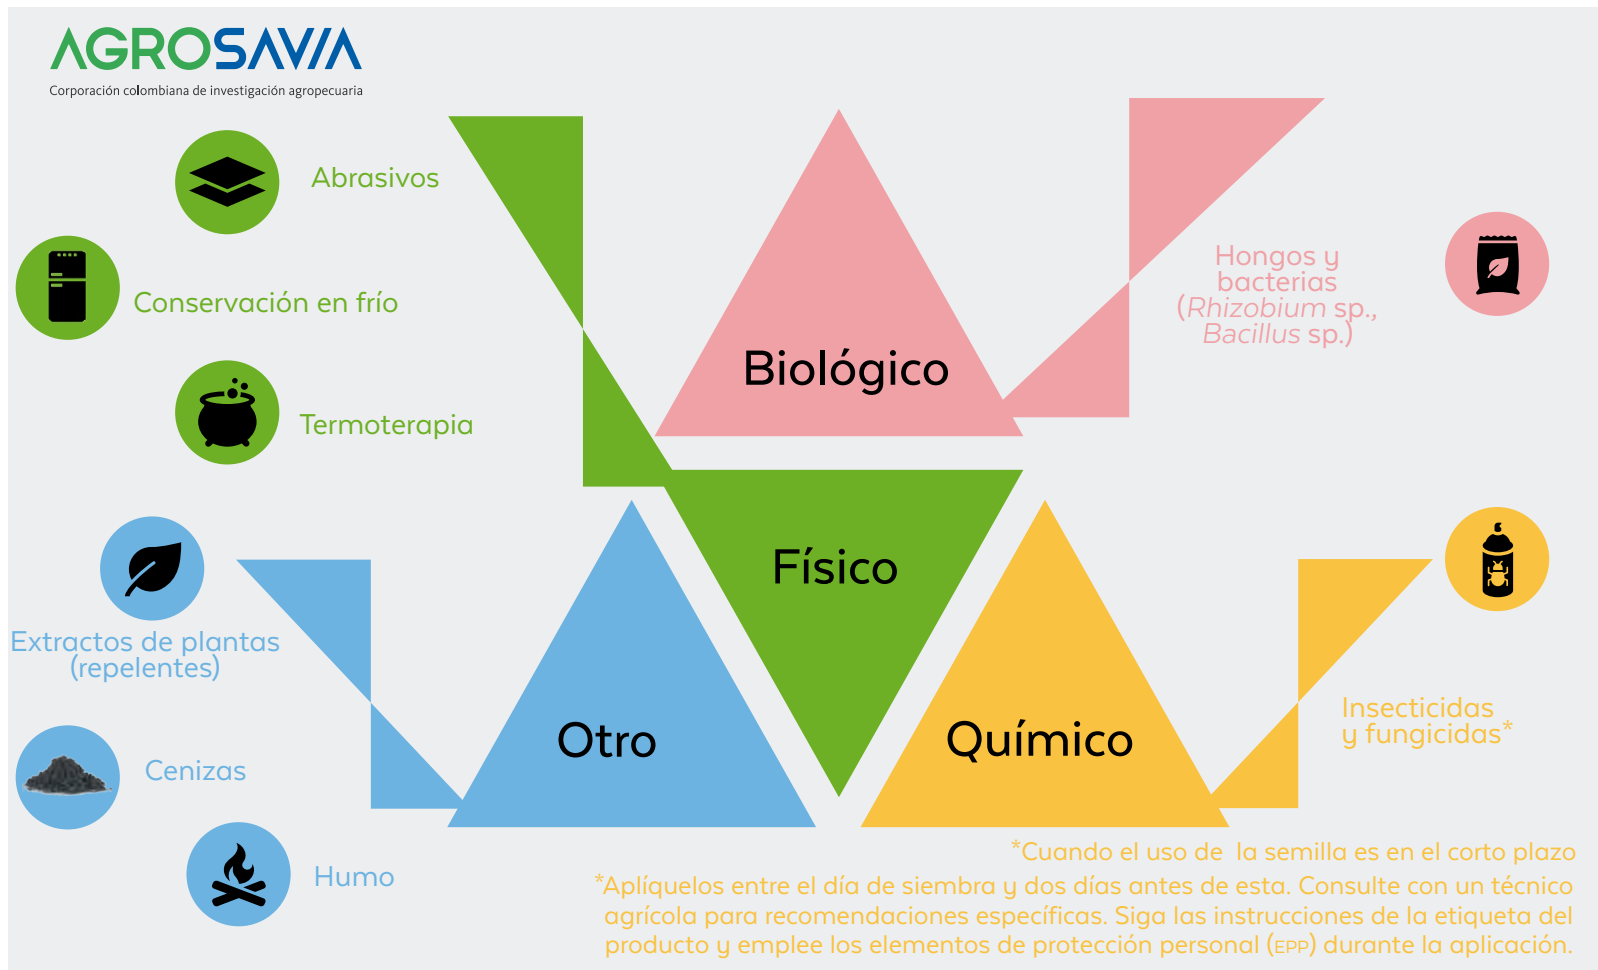 AGROSAVIA
Corporación colombiana de investigación agropecuaria
Abrasivos
Conservación en frío
Termoterapia
Biológico
Hongos y
bacterias
(Rhizobium sp.,
Bacillus sp.)
Físico
Extractos de plantas
(repelentes)
Cenizas
Humo
Otro
Químico
Insecticidas
y fungicidas*
*Cuando el uso de la semilla es en el corto plazo
*Aplíquelos entre el día de siembra y dos días antes de esta. Consulte con un técnico
agrícola para recomendaciones específicas. Siga las instrucciones de la etiqueta del
producto y emplee los elementos de protección personal (EPP) durante la aplicación.